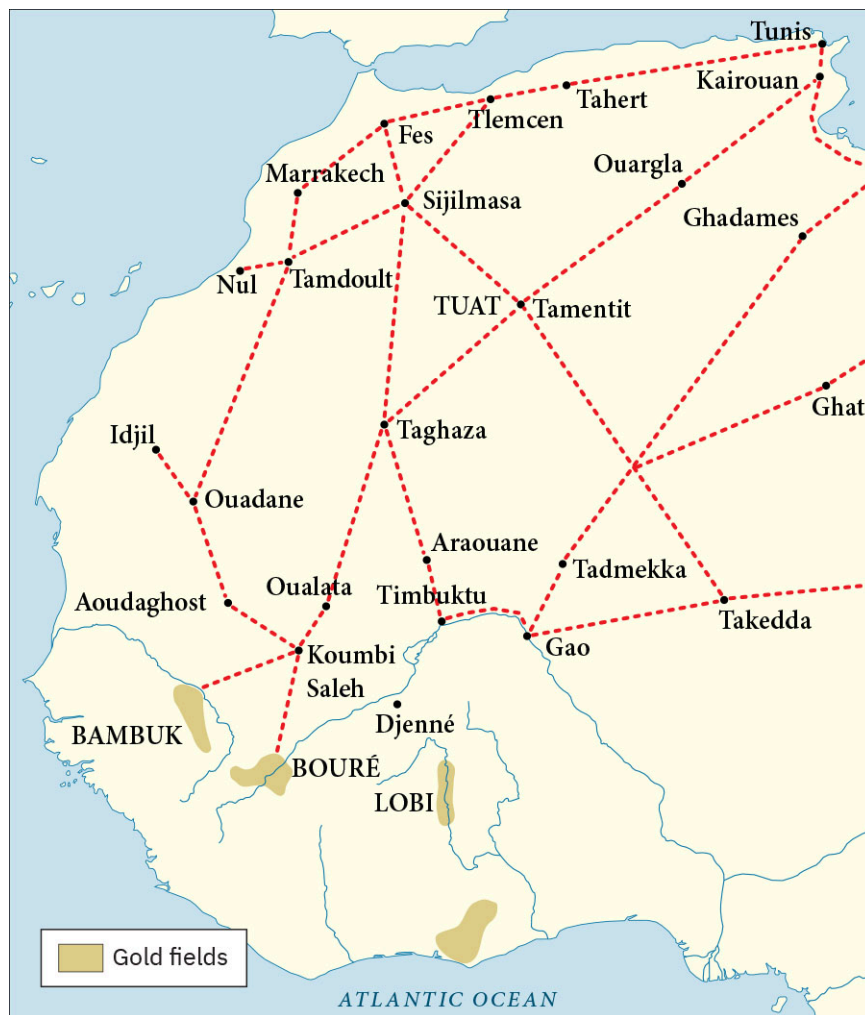 Tunis
Kairouan
Tahert
Tlemcen
Fes
Ouargla
Marrakech
Sijilmasa
Ghadames
Nul
Tamdoult
TUAT
Tamentit
Ghat
Taghaza
Idjil
Ouadane
Araouane
Tadmekka
Oualata
Timbuktu
Aoudaghost
Takedda
Gao
Koumbi
Saleh
Djenné
BAMBUK
BOURÉ
LOBI
Gold fields
ATLANTIC OCEAN